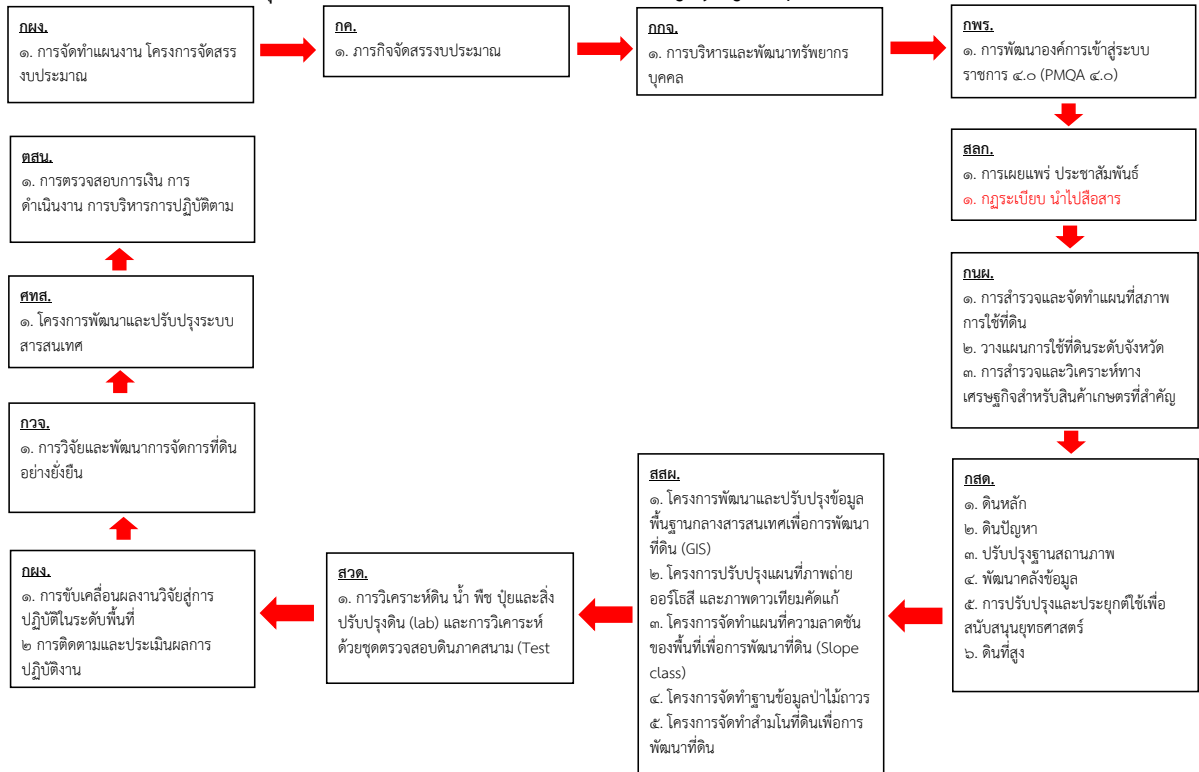 กผง.
๑. การจัดทำแผนงาน โครงการจัดสรร
งบประมาณ
กค.
๑. ภารกิจจัดสรรงบประมาณ
กกจ.
๑. การบริหารและพัฒนาทรัพยากร
บุคคล
กพร.
๑. การพัฒนาองค์การเข้าสู่ระบบ
ราชการ ๔.๐ (PMQA ๔.๐)
สลก.
๑. การเผยแพร่ ประชาสัมพันธ์
๑. กฎระเบียบ นำไปสือสาร
กนผ.
๑. การสำรวจและจัดทำแผนที่สภาพ
การใช้ที่ดิน
๒. วางแผนการใช้ที่ดินระดับจังหวัด
๓. การสำรวจและวิเคราะห์ทาง
เศรษฐกิจสำหรับสินค้าเกษตรที่สำคัญ
กสด.
๑. ดินหลัก
๒. ดินปัญหา
๓. ปรับปรุงฐานสถานภาพ
๔. พัฒนาคลังข้อมูล
๕. การปรับปรุงและประยุกต์ใช้เพื่อ
สนับสนุนยุทธศาสตร์
๖. ดินที่สูง
สสผ.
๑. โครงการพัฒนาและปรับปรุงข้อมูล
พื้นฐานกลางสารสนเทศเพื่อการพัฒนา
ที่ดิน (GIS)
๒. โครงการปรับปรุงแผนที่ภาพถ่าย
ออร์โธสี และภาพดาวเทียมคัดแก้
๓. โครงการจัดทำแผนที่ความลาดชัน
ของพื้นที่เพื่อการพัฒนาที่ดิน (Slope
class)
๔. โครงการจัดทำฐานข้อมูลป่าไม้ถาวร
๕. โครงการจัดทำสำมโนที่ดินเพื่อการ
พัฒนาที่ดิน
สวด.
๑. การวิเคราะห์ดิน น้ำ พืช ปุ๋ยและสิ่ง
ปรับปรุงดิน (lab) และการวิเคาระห์
ด้วยชุดตรวจสอบดินภาคสนาม (Test
กผง.
๑. การขับเคลื่อนผลงานวิจัยสู่การ
ปฏิบัติในระดับพื้นที่
๒ การติดตามและประเมินผลการ
ปฏิบัติงาน
กวจ.
๑. การวิจัยและพัฒนาการจัดการที่ดิน
อย่างยั่งยืน
ศทส.
๑. โครงการพัฒนาและปรับปรุงระบบ
สารสนเทศ
ตสน.
๑. การตรวจสอบการเงิน การ
ดำเนินงาน การบริหารการปฏิบัติตาม